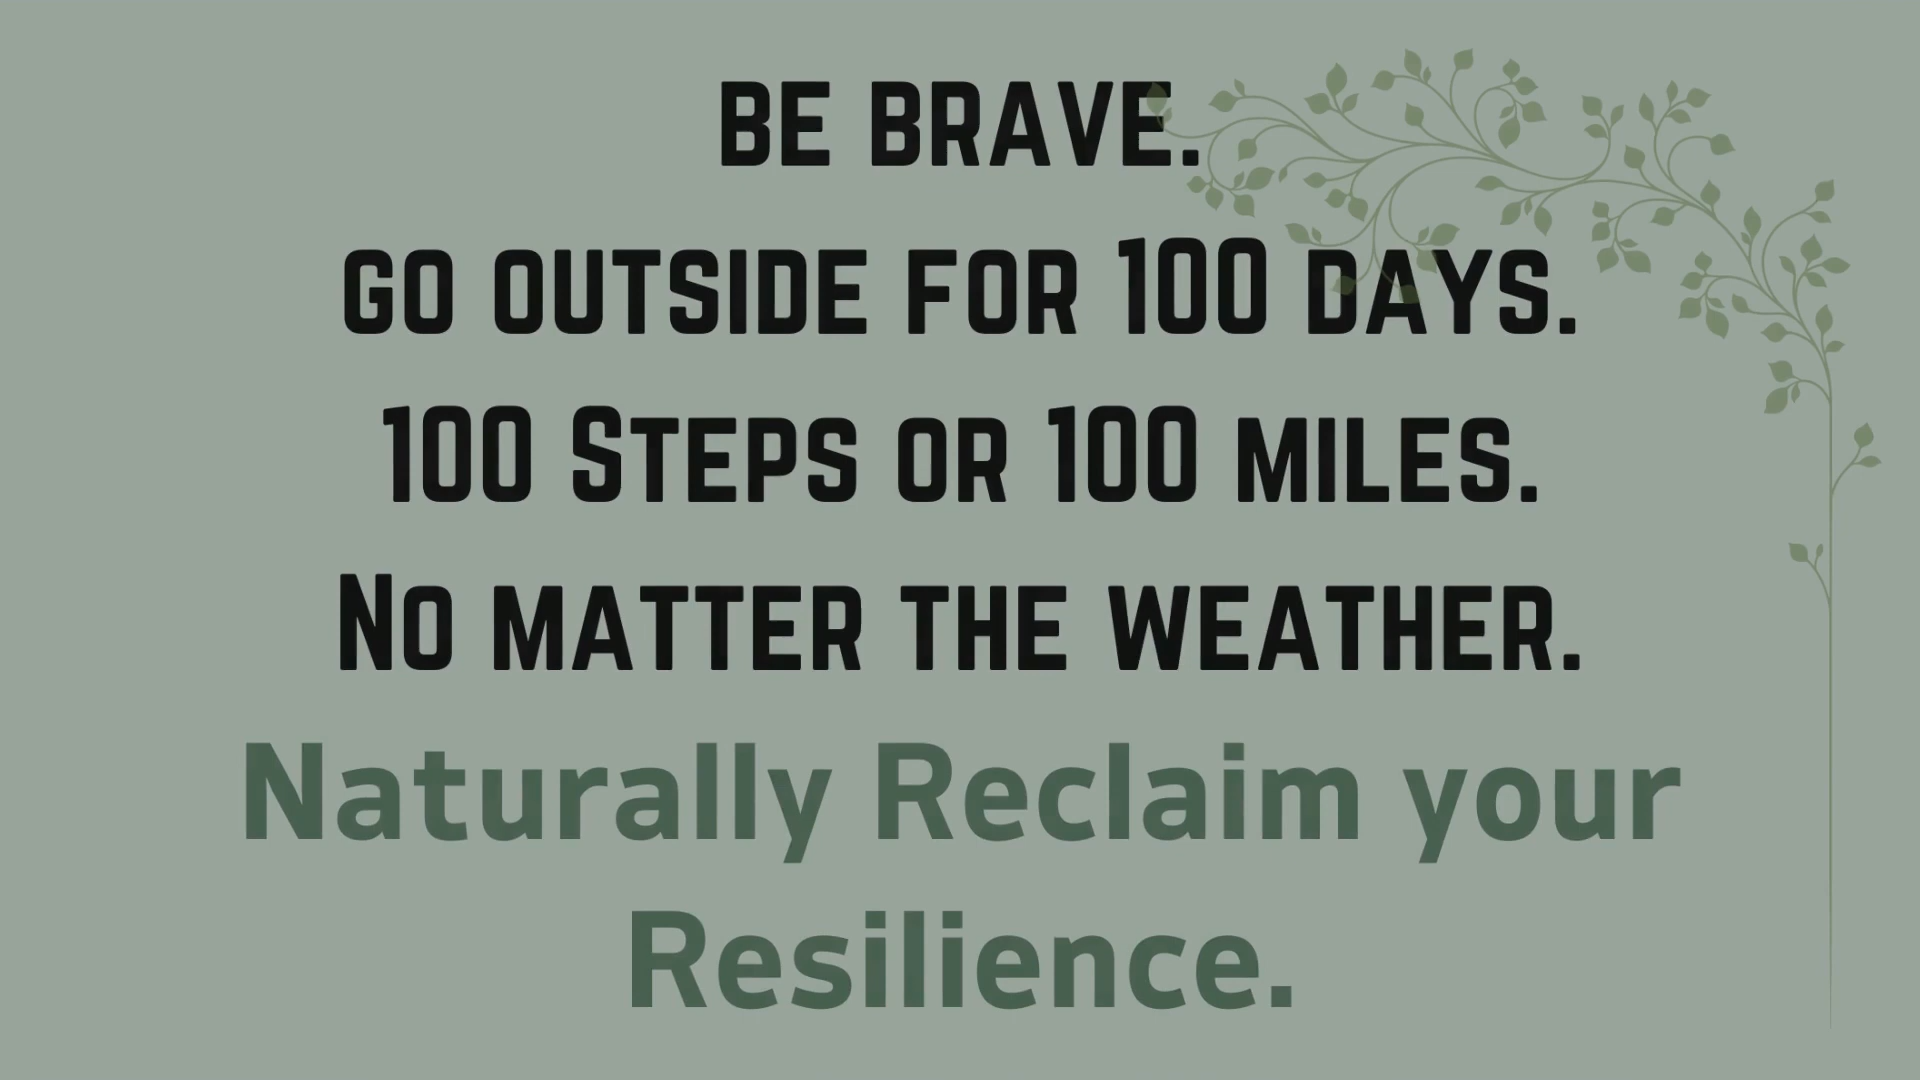 BE BRAVE.
GO OUTSIDE FOR 100 DAYS.
100 STEPS OR 100 MILES.
NO MATTER THE WEATHER.
Naturally Reclaim your
Resilience.